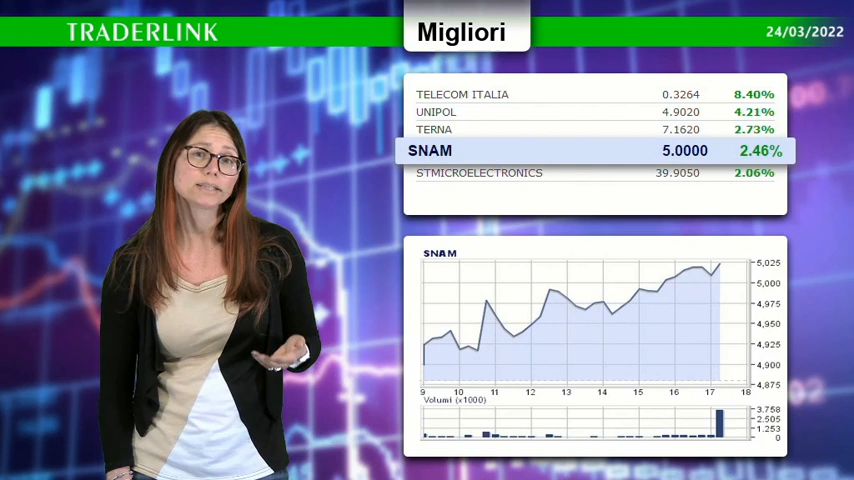 TRADERLINK
Migliori
24/03/2022
TELECOM ITALIA 0.3264 8.40%
UNIPOL 4.9020 4.21%
TERNA 7.1620 2.73%
SNAM 5.0000 2.46%
STMICROELECTRONICS 39.9050 2.06%
SNAM
5,025
5,000
4,975
4,950
4,925
4,900
4,875
9 10 11 12 13 14 15 16 17 18
Volumi (x1000)
3.758
2.505
1.253
0